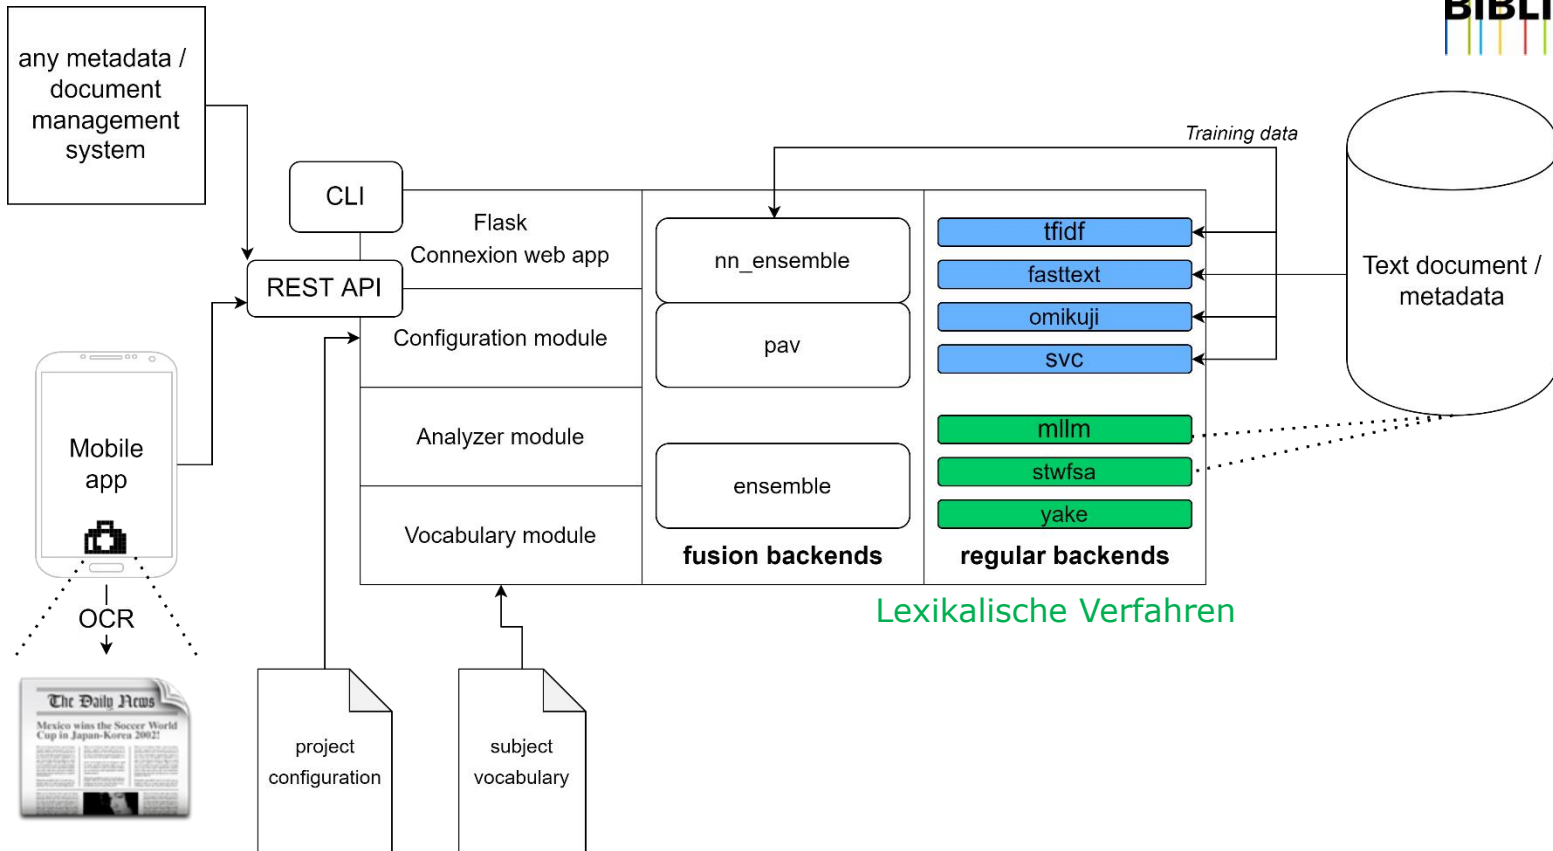 BIBLI
any metadata /
document
management
system
Training data
CLI
Flask
Connexion web app
REST API
Configuration module
Analyzer module
Vocabulary module
nn_ensemble
pav
ensemble
fusion backends
tfidf
fasttext
omikuji
svc
mllm
stwfsa
yake
regular backends
Text document /
metadata
Lexikalische Verfahren
Mobile
app
OCR
The Daily News
Mexico wins the Soccer World
Cup in Japan-Korea 2002!
project
configuration
subject
vocabulary